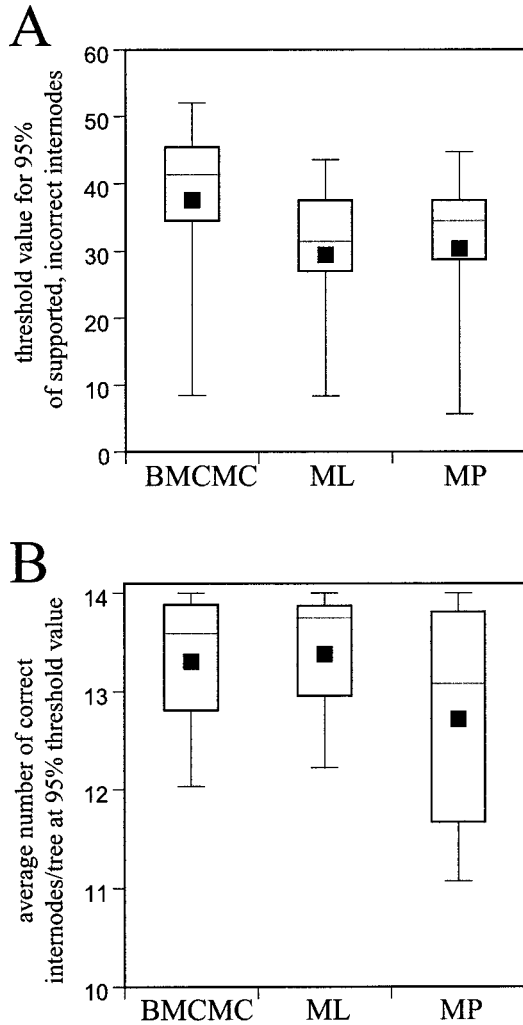 A
threshold value for 95%
of supported, incorrect internodes
60
50
40
30
20
10
0
BMCMC ML MP
B
average number of correct
internodes/tree at 95% threshold value
14
13
12
11
10
BMCMC ML MP